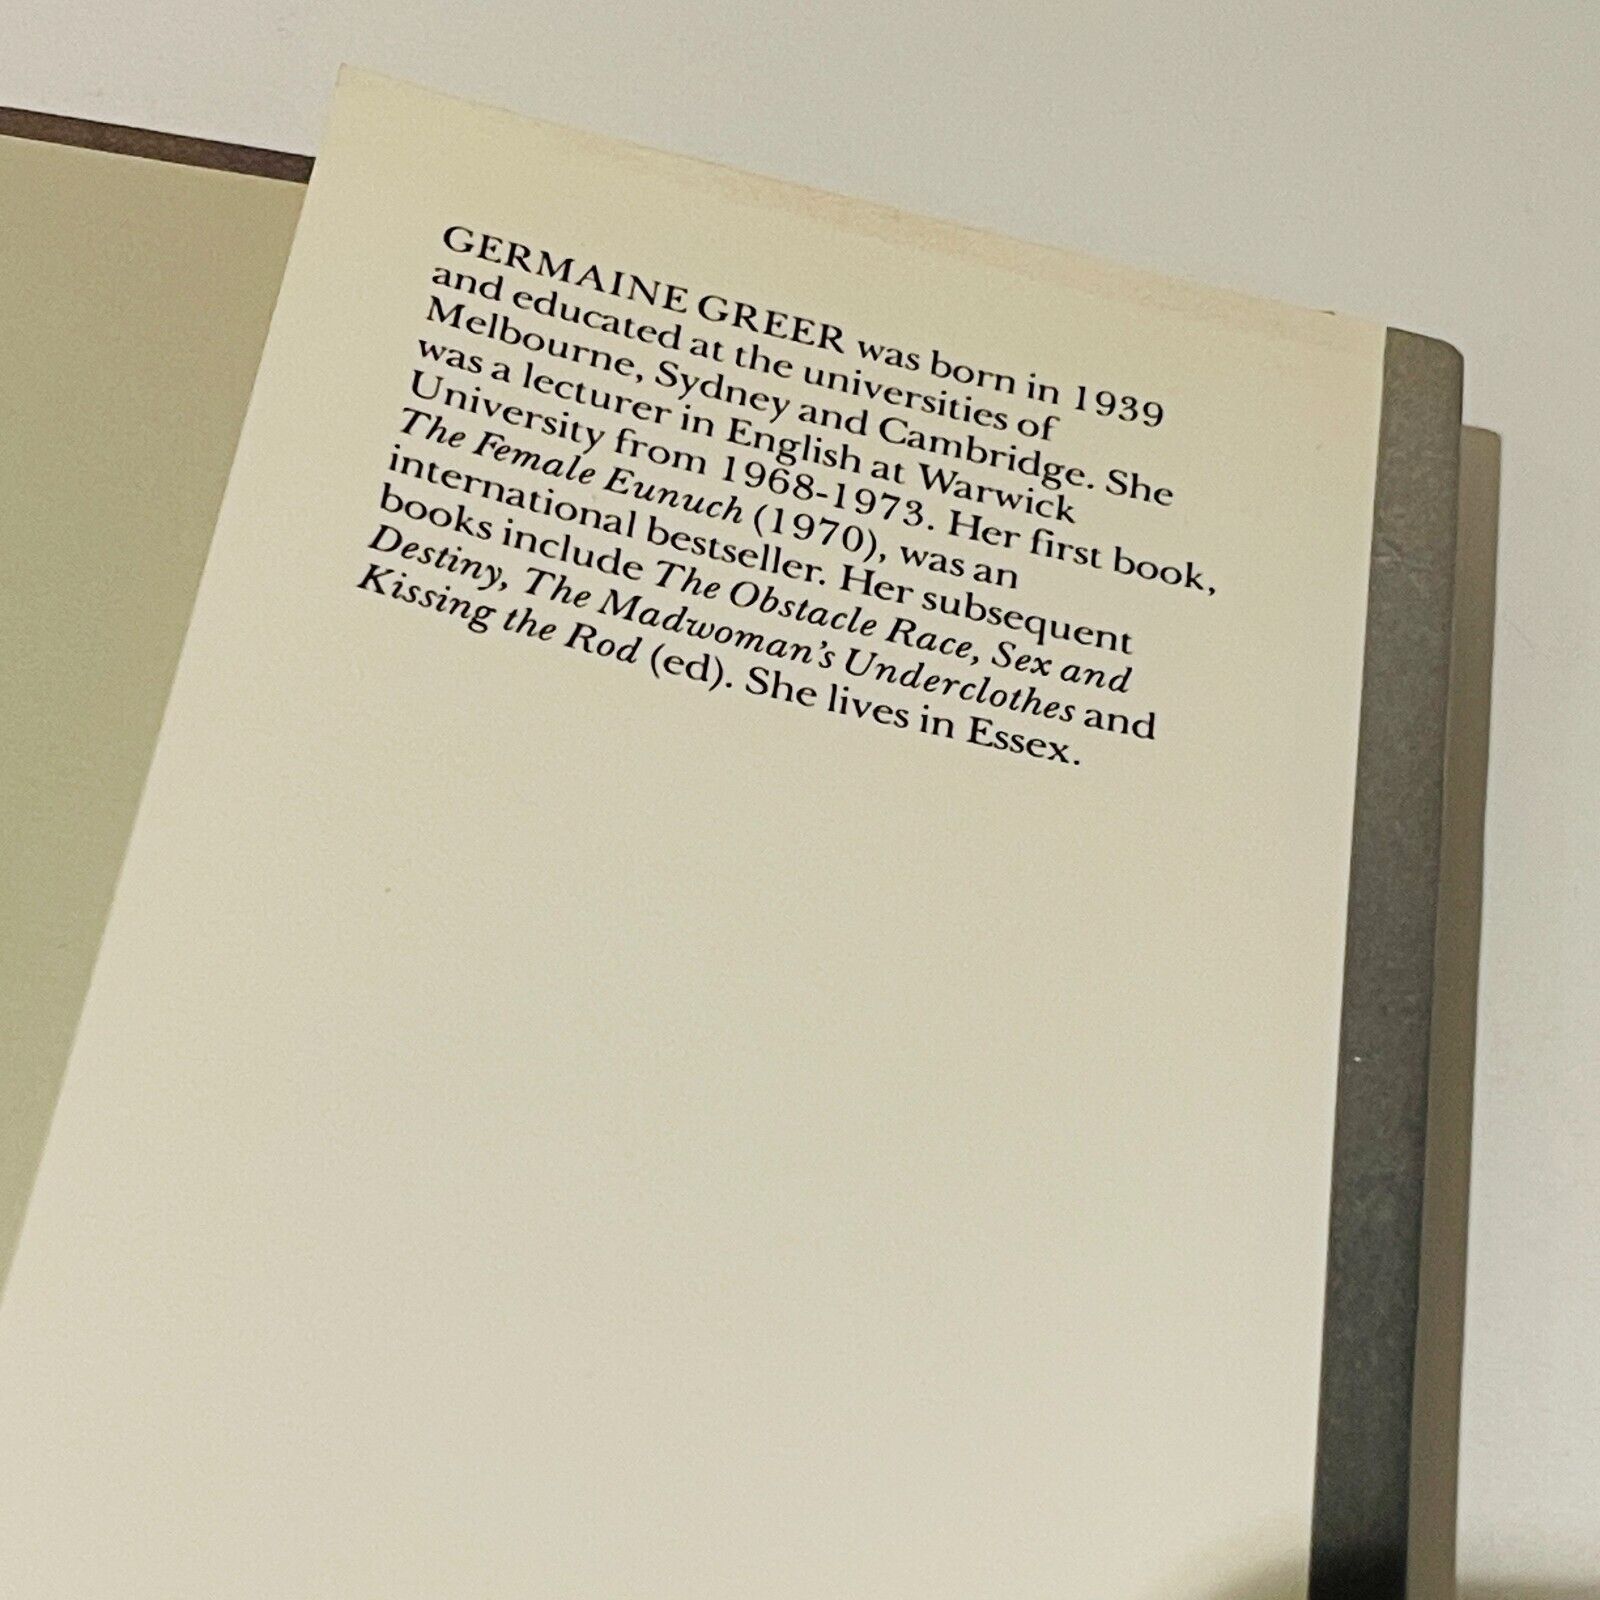 GERMAINE GREER was born in 1939
and educated at the universities of
Melbourne, Sydney and Cambridge. She
was a lecturer in English at Warwick
University from 1968-1973. Her first book,
The Female Eunuch (1970), was an
international bestseller. Her subsequent
books include The Obstacle Race, Sex and
Destiny, The Madwoman's Underclothes and
Kissing the Rod (ed). She lives in Essex.